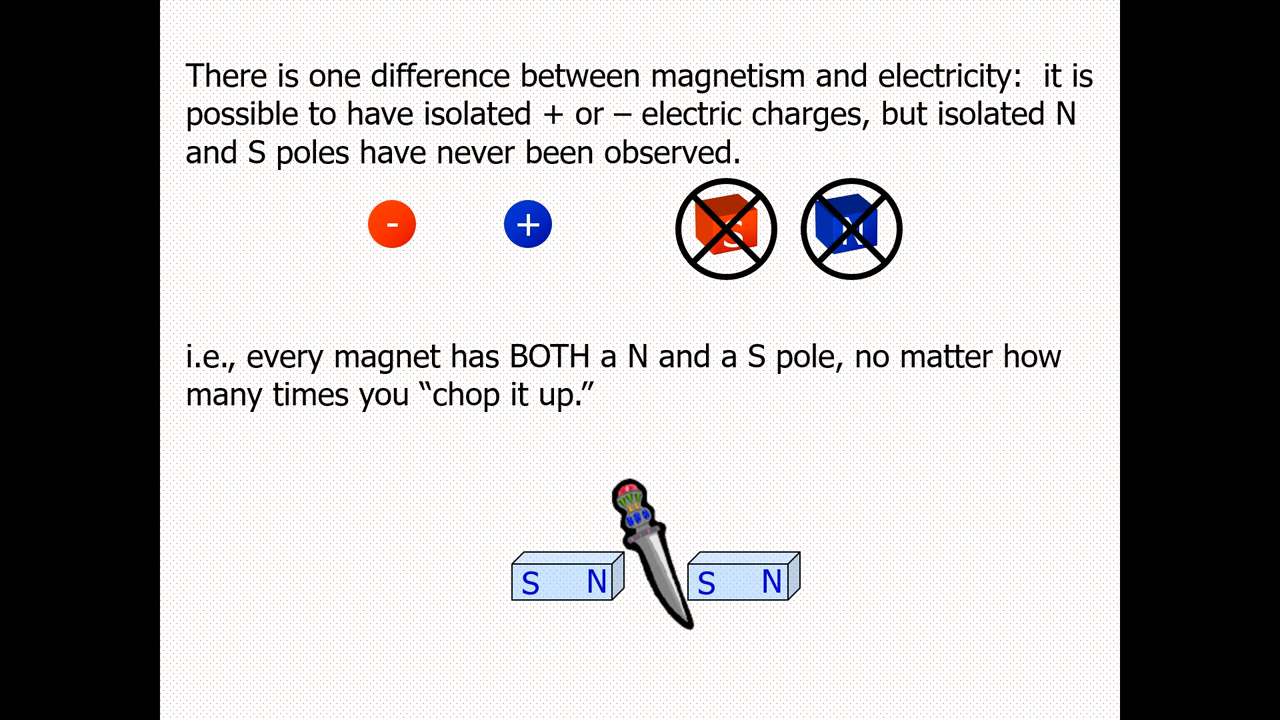 There is one difference between magnetism and electricity:  it is
possible to have isolated + or – electric charges, but isolated N
and S poles have never been observed.
- + S N
i.e., every magnet has BOTH a N and a S pole, no matter how
many times you “chop it up.”
S N S N